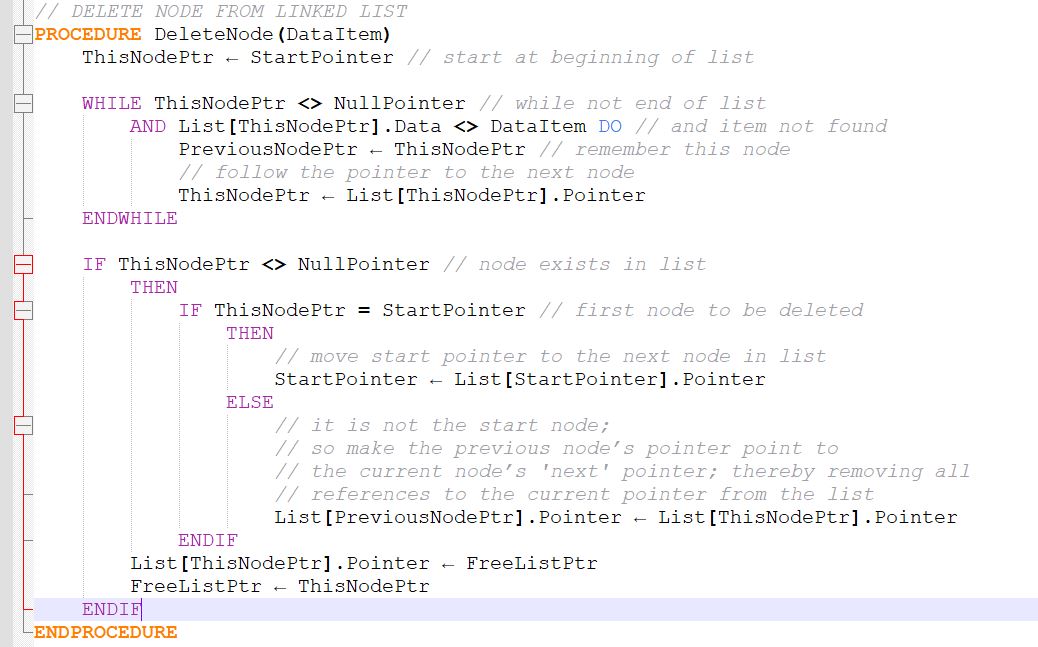 // DELETE NODE FROM LINKED LIST
PROCEDURE DeleteNode(DataItem)
ThisNodePtr ← StartPointer // start at beginning of list
WHILE ThisNodePtr <> NullPointer // while not end of list
AND List[ThisNodePtr].Data <> DataItem DO // and item not found
PreviousNodePtr ← ThisNodePtr // remember this node
// follow the pointer to the next node
ThisNodePtr ← List[ThisNodePtr].Pointer
ENDWHILE
IF ThisNodePtr <> NullPointer // node exists in list
THEN
IF ThisNodePtr = StartPointer // first node to be deleted
THEN
// move start pointer to the next node in list
StartPointer ← List[StartPointer].Pointer
ELSE
// it is not the start node;
// so make the previous node’s pointer point to
// the current node’s 'next' pointer; thereby removing all
// references to the current pointer from the list
List[PreviousNodePtr].Pointer ← List[ThisNodePtr].Pointer
ENDIF
List[ThisNodePtr].Pointer ← FreeListPtr
FreeListPtr ← ThisNodePtr
ENDIF
ENDPROCEDURE